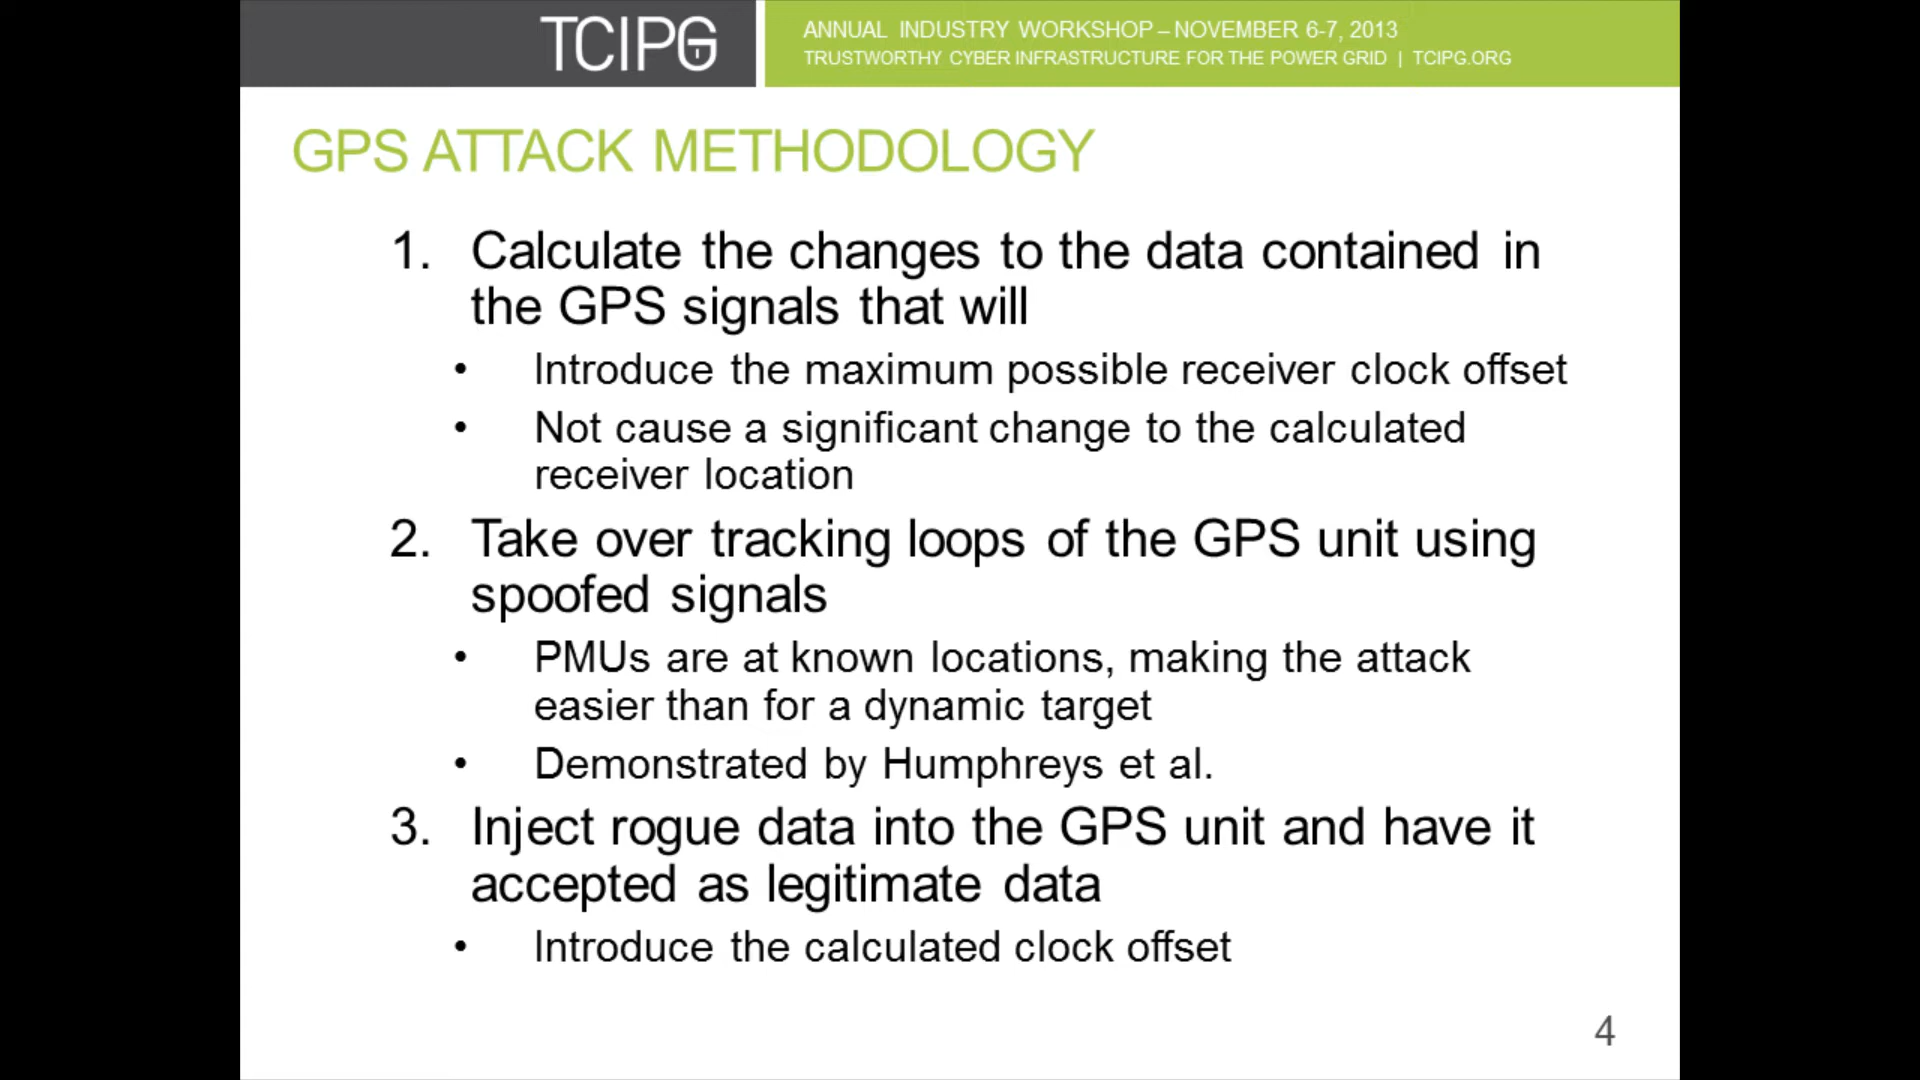 TCIPG
ANNUAL INDUSTRY WORKSHOP – NOVEMBER 6-7, 2013
TRUSTWORTHY CYBER INFRASTRUCTURE FOR THE POWER GRID | TCIPG.ORG
GPS ATTACK METHODOLOGY
1. Calculate the changes to the data contained in
the GPS signals that will
• Introduce the maximum possible receiver clock offset
• Not cause a significant change to the calculated
receiver location
2. Take over tracking loops of the GPS unit using
spoofed signals
• PMUs are at known locations, making the attack
easier than for a dynamic target
• Demonstrated by Humphreys et al.
3. Inject rogue data into the GPS unit and have it
accepted as legitimate data
• Introduce the calculated clock offset
4